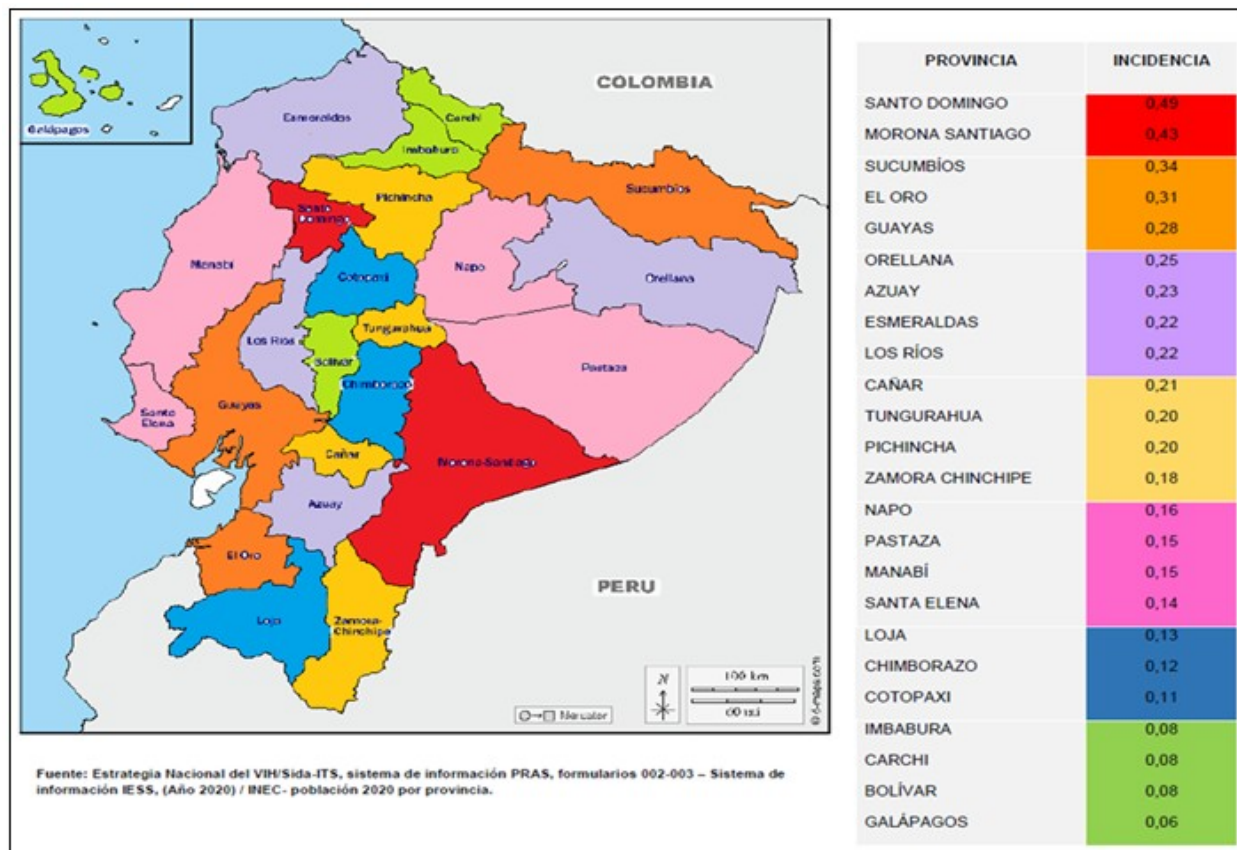 COLOMBIA
Esmeraldas
Carchi
Imbabura
Galápagos
Sucumbíos
Pichincha
Santo
Domingo
Manabí
Cotopaxi
Napo
Orellana
Los Ríos
Tungurahua
Bolívar
Chimborazo
Pastaza
Santa
Elena
Guayas
Cañar
Morona-Santiago
Azuay
El Oro
PERU
Loja
Zamora-
Chinchipe
N
100 km
60 mi
Mercator
© d-maps.com
Fuente: Estrategia Nacional del VIH/Sida-ITS, sistema de información PRAS, formularios 002-003 – Sistema de
información IESS, (Año 2020) / INEC- población 2020 por provincia.
PROVINCIA INCIDENCIA
SANTO DOMINGO 0,49
MORONA SANTIAGO 0,43
SUCUMBÍOS 0,34
EL ORO 0,31
GUAYAS 0,28
ORELLANA 0,25
AZUAY 0,23
ESMERALDAS 0,22
LOS RÍOS 0,22
CAÑAR 0,21
TUNGURAHUA 0,20
PICHINCHA 0,20
ZAMORA CHINCHIPE 0,18
NAPO 0,16
PASTAZA 0,15
MANABÍ 0,15
SANTA ELENA 0,14
LOJA 0,13
CHIMBORAZO 0,12
COTOPAXI 0,11
IMBABURA 0,08
CARCHI 0,08
BOLÍVAR 0,08
GALÁPAGOS 0,06